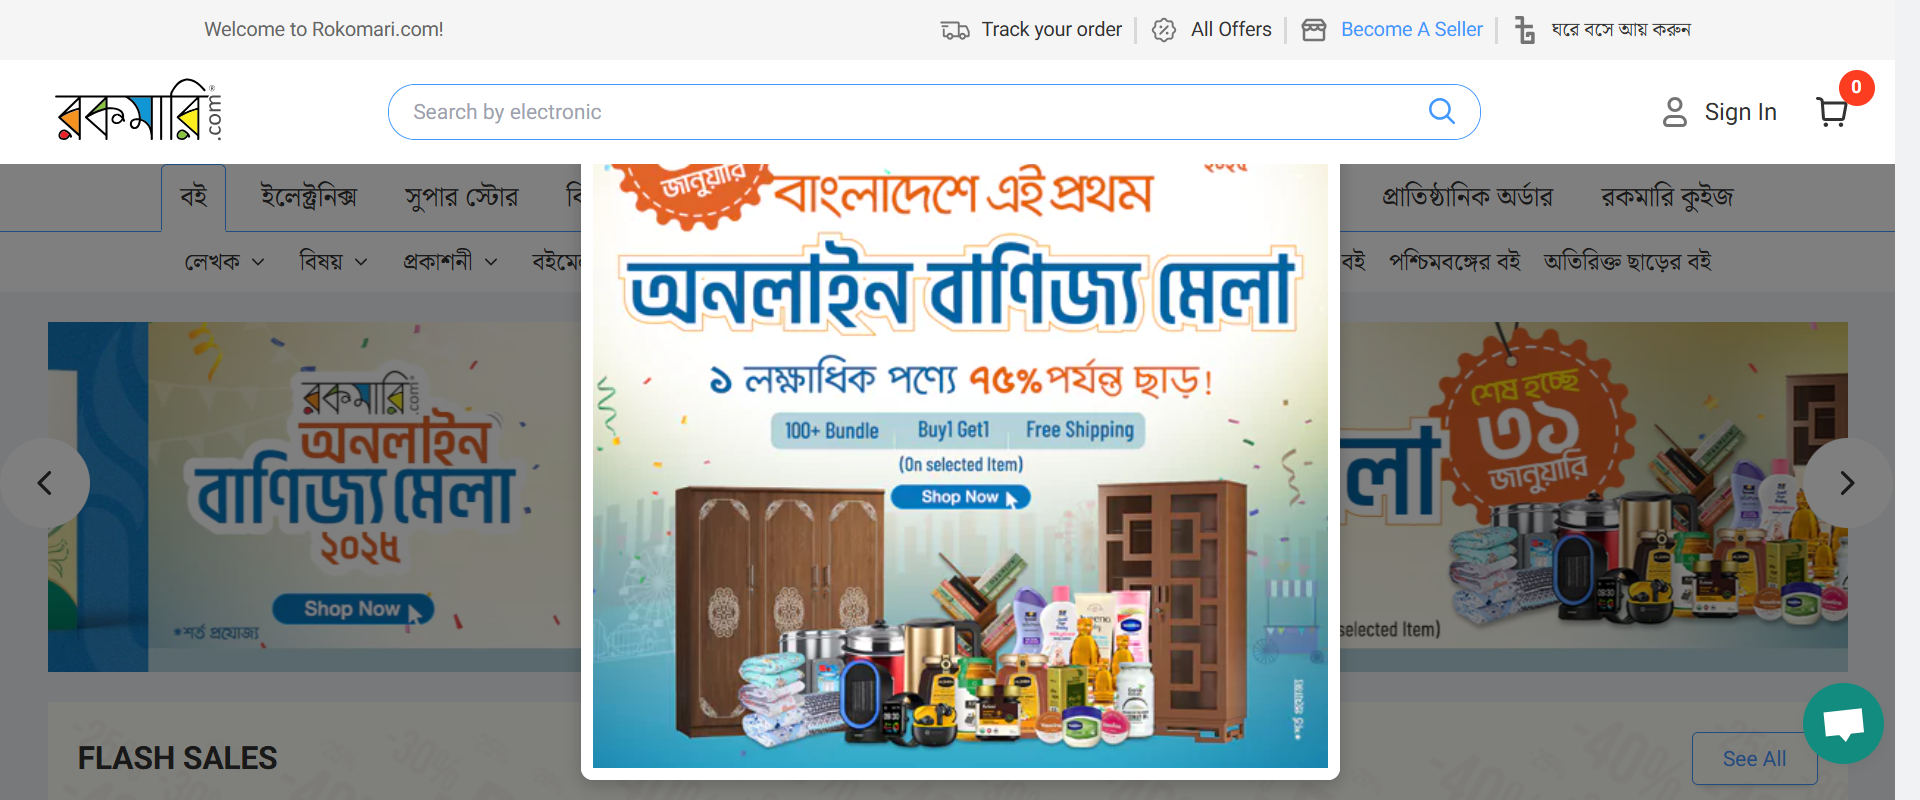 Welcome to Rokomari.com!
Track your order
All Offers
Become A Seller
ঘরে বসে আয় করুন
রকমারি.com
Search by electronic
Sign In
0
বই
ইলেক্ট্রনিক্স
সুপার স্টোর
প্রাতিষ্ঠানিক অর্ডার
রকমারি কুইজ
লেখক
বিষয়
প্রকাশনী
বই
পশ্চিমবঙ্গের বই
অতিরিক্ত ছাড়ের বই
জানুয়ারি
বাংলাদেশে এই প্রথম
অনলাইন বাণিজ্য মেলা
১ লক্ষাধিক পণ্যে ৭৫% পর্যন্ত ছাড়!
100+ Bundle
Buy1 Get1
Free Shipping
(On selected Item)
Shop Now
রকমারি.com
অনলাইন
বাণিজ্য মেলা
২০২৫
Shop Now
*শর্ত প্রযোজ্য
শেষ হচ্ছে
৩১
জানুয়ারি
লা
selected Item)
*শর্ত প্রযোজ্য
FLASH SALES
See All